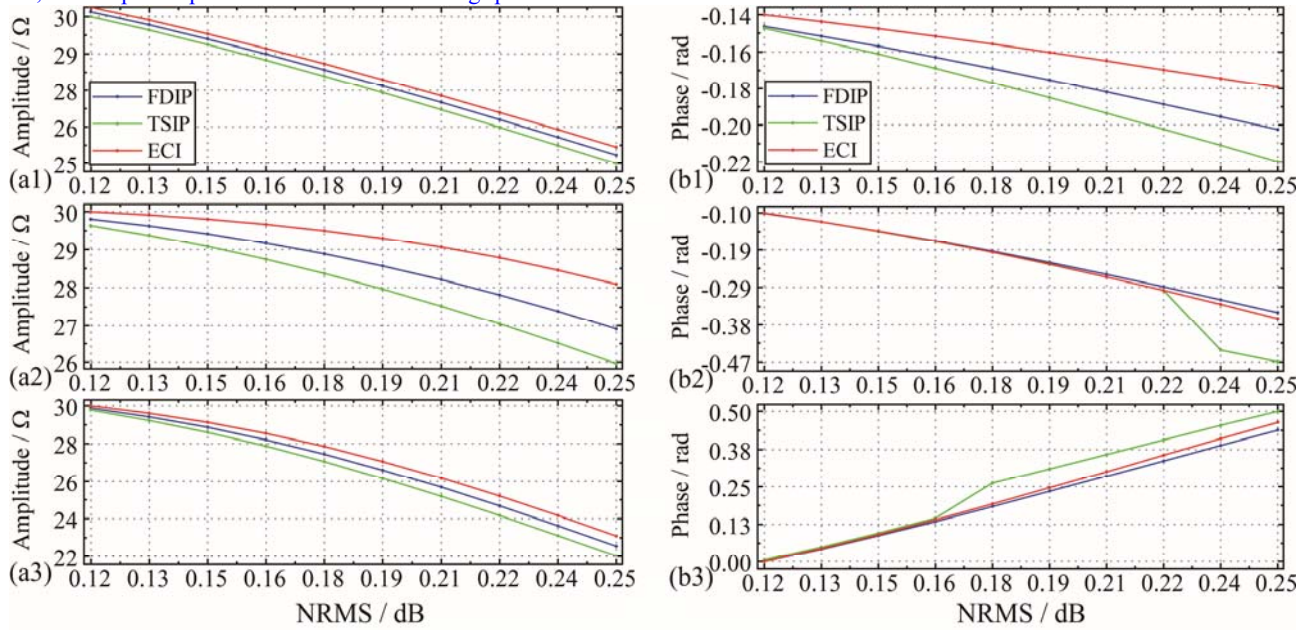 Amplitude / Ω
30
29
28
26
25
FDIP
TSIP
ECI
(a1)
0.12 0.13 0.15 0.16 0.18 0.19 0.21 0.22 0.24 0.25
Phase / rad
-0.14
-0.16
-0.18
-0.20
-0.22
FDIP
TSIP
ECI
(b1)
0.12 0.13 0.15 0.16 0.18 0.19 0.21 0.22 0.24 0.25
Amplitude / Ω
30
29
28
27
26
(a2)
0.12 0.13 0.15 0.16 0.18 0.19 0.21 0.22 0.24 0.25
Phase / rad
-0.10
-0.19
-0.29
-0.38
-0.47
(b2)
0.12 0.13 0.15 0.16 0.18 0.19 0.21 0.22 0.24 0.25
Amplitude / Ω
30
28
26
24
22
(a3)
0.12 0.13 0.15 0.16 0.18 0.19 0.21 0.22 0.24 0.25
NRMS / dB
Phase / rad
0.50
0.38
0.25
0.13
0.00
(b3)
0.12 0.13 0.15 0.16 0.18 0.19 0.21 0.22 0.24 0.25
NRMS / dB